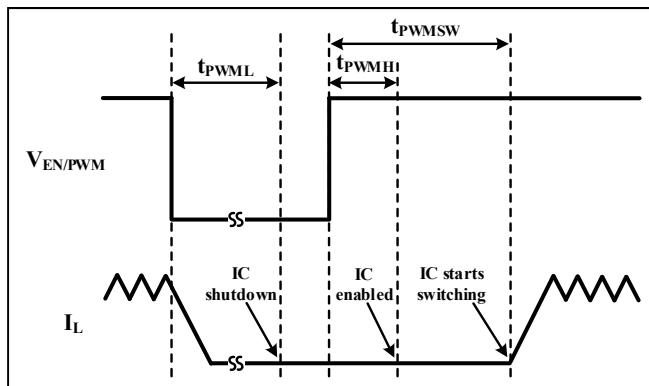 tPWMSW
tPWML
tPWMH
VEN/PWM
IC
shutdown
IC
enabled
IC starts
switching
IL